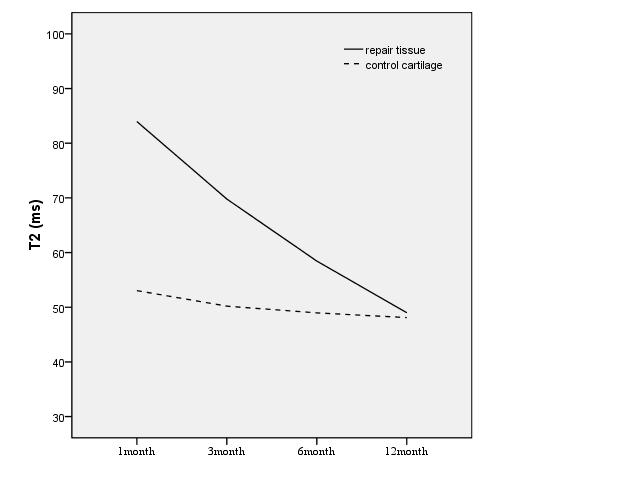 100
90
80
70
60
50
40
30
T2 (ms)
repair tissue
control cartilage
1month
3month
6month
12month